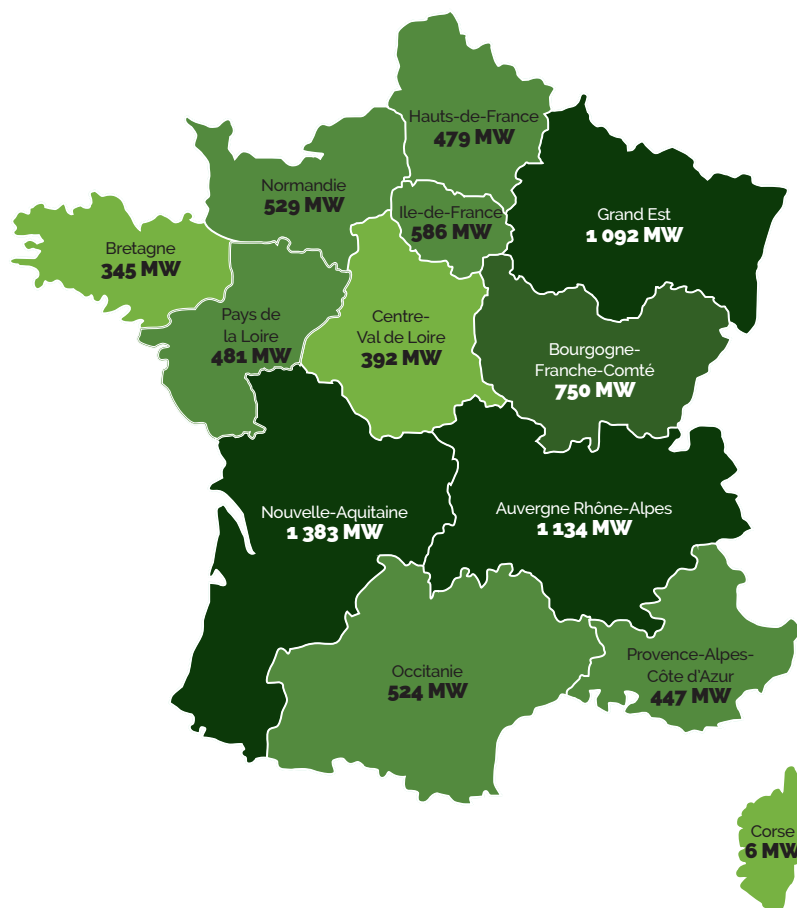 Hauts-de-France
479 MW
Normandie
529 MW
Ile-de-France
586 MW
Grand Est
1 092 MW
Bretagne
345 MW
Pays de
la Loire
481 MW
Centre-
Val de Loire
392 MW
Bourgogne-
Franche-Comté
750 MW
Nouvelle-Aquitaine
1 383 MW
Auvergne Rhône-Alpes
1 134 MW
Occitanie
524 MW
Provence-Alpes-
Côte d'Azur
447 MW
Corse
6 MW